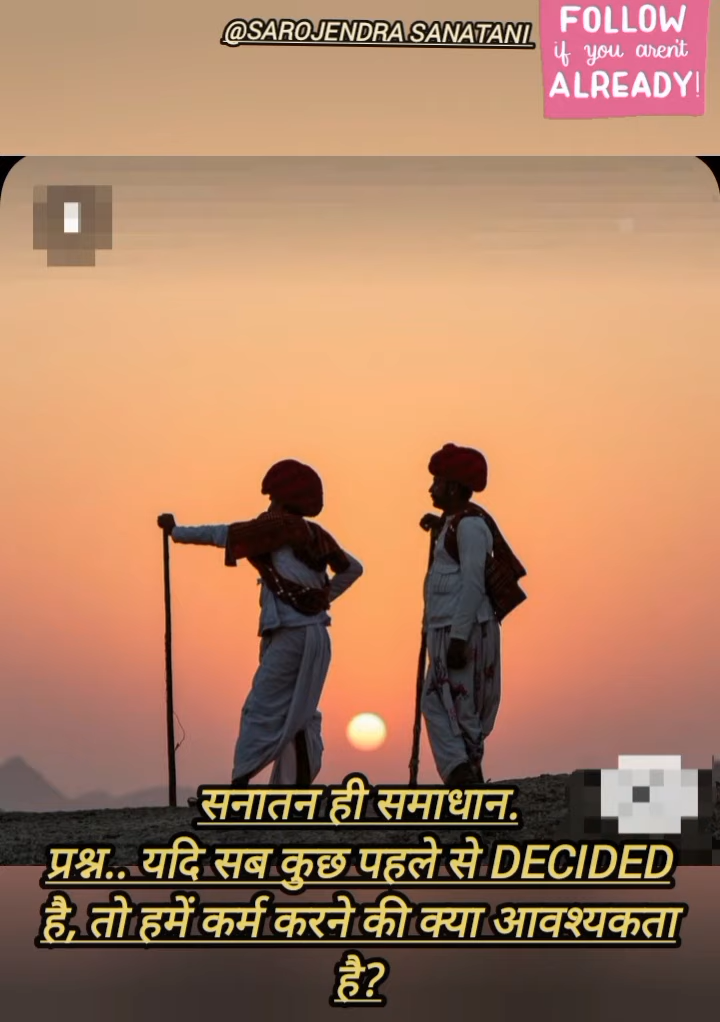 @SAROJENDRA SANATANI
FOLLOW
if you aren't
ALREADY!
सनातन ही समाधान.
प्रश्न.. यदि सब कुछ पहले से DECIDED
है, तो हमें कर्म करने की क्या आवश्यकता
है?